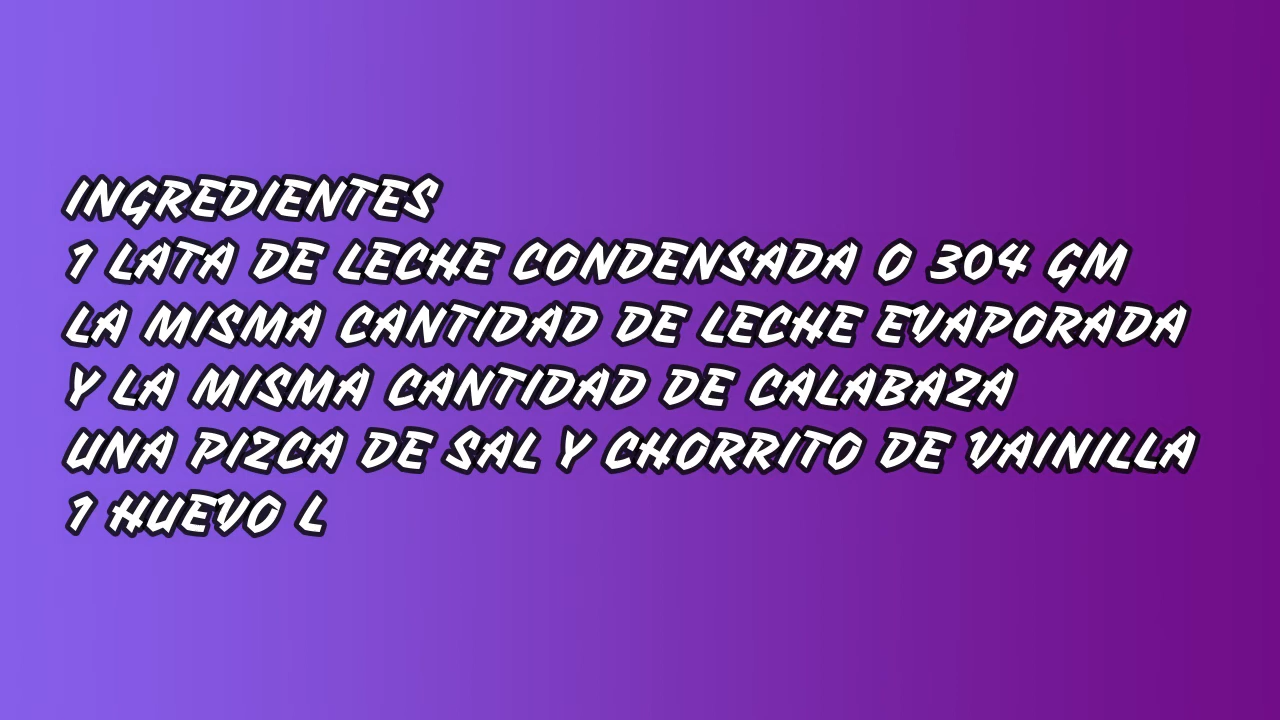 INGREDIENTES
1 LATA DE LECHE CONDENSADA O 304 GM
LA MISMA CANTIDAD DE LECHE EVAPORADA
Y LA MISMA CANTIDAD DE CALABAZA
UNA PIZCA DE SAL Y CHORRITO DE VAINILLA
1 HUEVO L